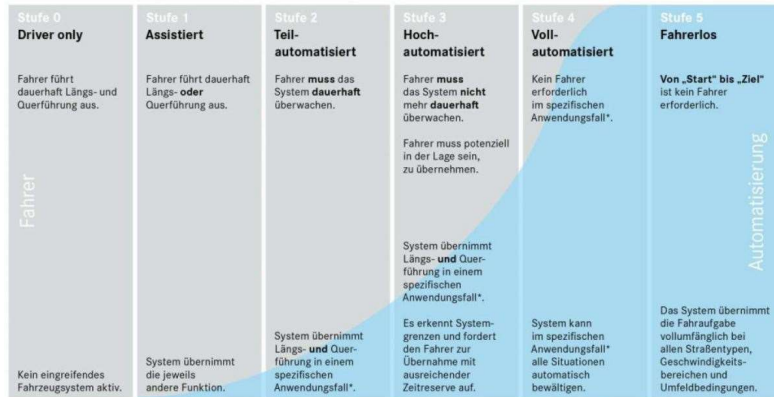 Stufe 0
Driver only
Fahrer führt
dauerhaft Längs- und
Querführung aus.
Kein eingreifendes
Fahrzeugsystem aktiv.
Stufe 1
Assistiert
Fahrer führt dauerhaft
Längs- oder
Querführung aus.
System übernimmt
die jeweils
andere Funktion.
Stufe 2
Teil-
automatisiert
Fahrer muss das
System dauerhaft
überwachen.
System übernimmt
Längs- und Quer-
führung in einem
spezifischen
Anwendungsfall*.
Stufe 3
Hoch-
automatisiert
Fahrer muss
das System nicht
mehr dauerhaft
überwachen.
Fahrer muss potenziell
in der Lage sein,
zu übernehmen.
System übernimmt
Längs- und Quer-
führung in einem
spezifischen
Anwendungsfall*.
Es erkennt System-
grenzen und fordert
den Fahrer zur
Übernahme mit
ausreichender
Zeitreserve auf.
Stufe 4
Voll-
automatisiert
Kein Fahrer
erforderlich
im spezifischen
Anwendungsfall*.
System kann
im spezifischen
Anwendungsfall*
alle Situationen
automatisch
bewältigen.
Stufe 5
Fahrerlos
Von „Start“ bis „Ziel“
ist kein Fahrer
erforderlich.
Das System übernimmt
die Fahraufgabe
vollumfänglich bei
allen Straßentypen,
Geschwindigkeits-
bereichen und
Umfeldbedingungen.
Fahrer
Automatisierung